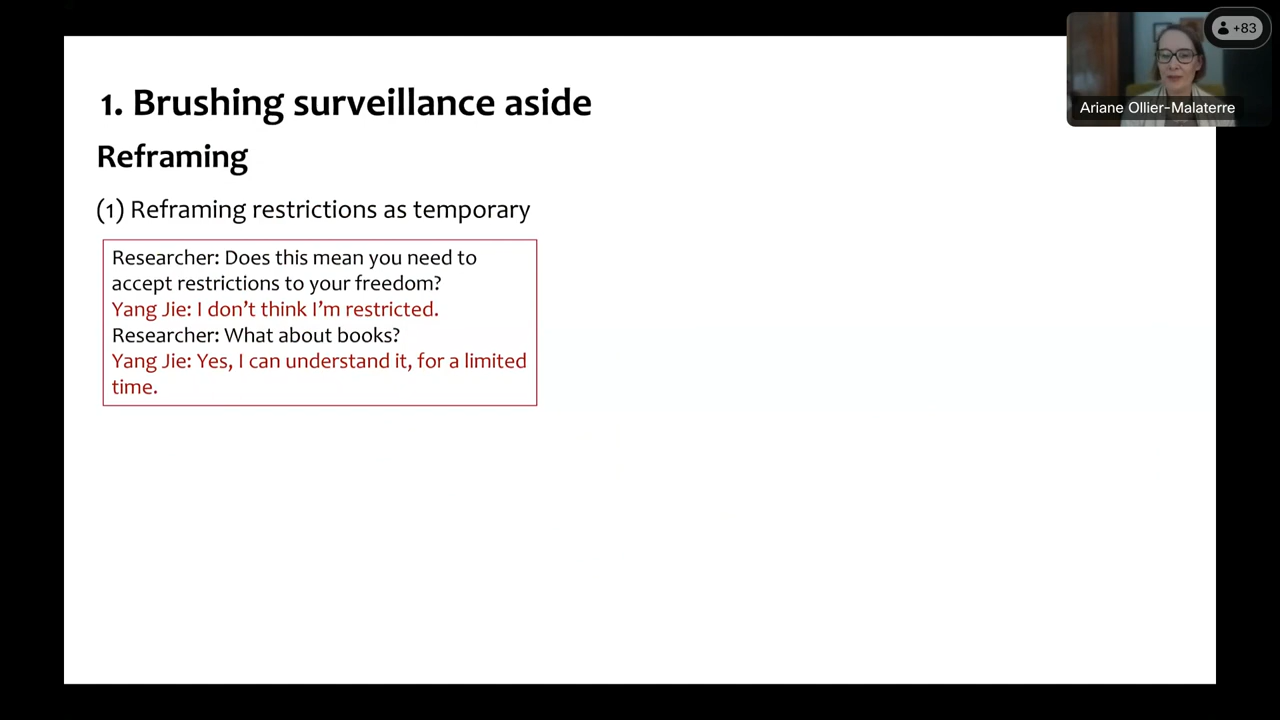 +83
Ariane Ollier-Malaterre
1. Brushing surveillance aside
Reframing
(1) Reframing restrictions as temporary
Researcher: Does this mean you need to
accept restrictions to your freedom?
Yang Jie: I don’t think I’m restricted.
Researcher: What about books?
Yang Jie: Yes, I can understand it, for a limited
time.